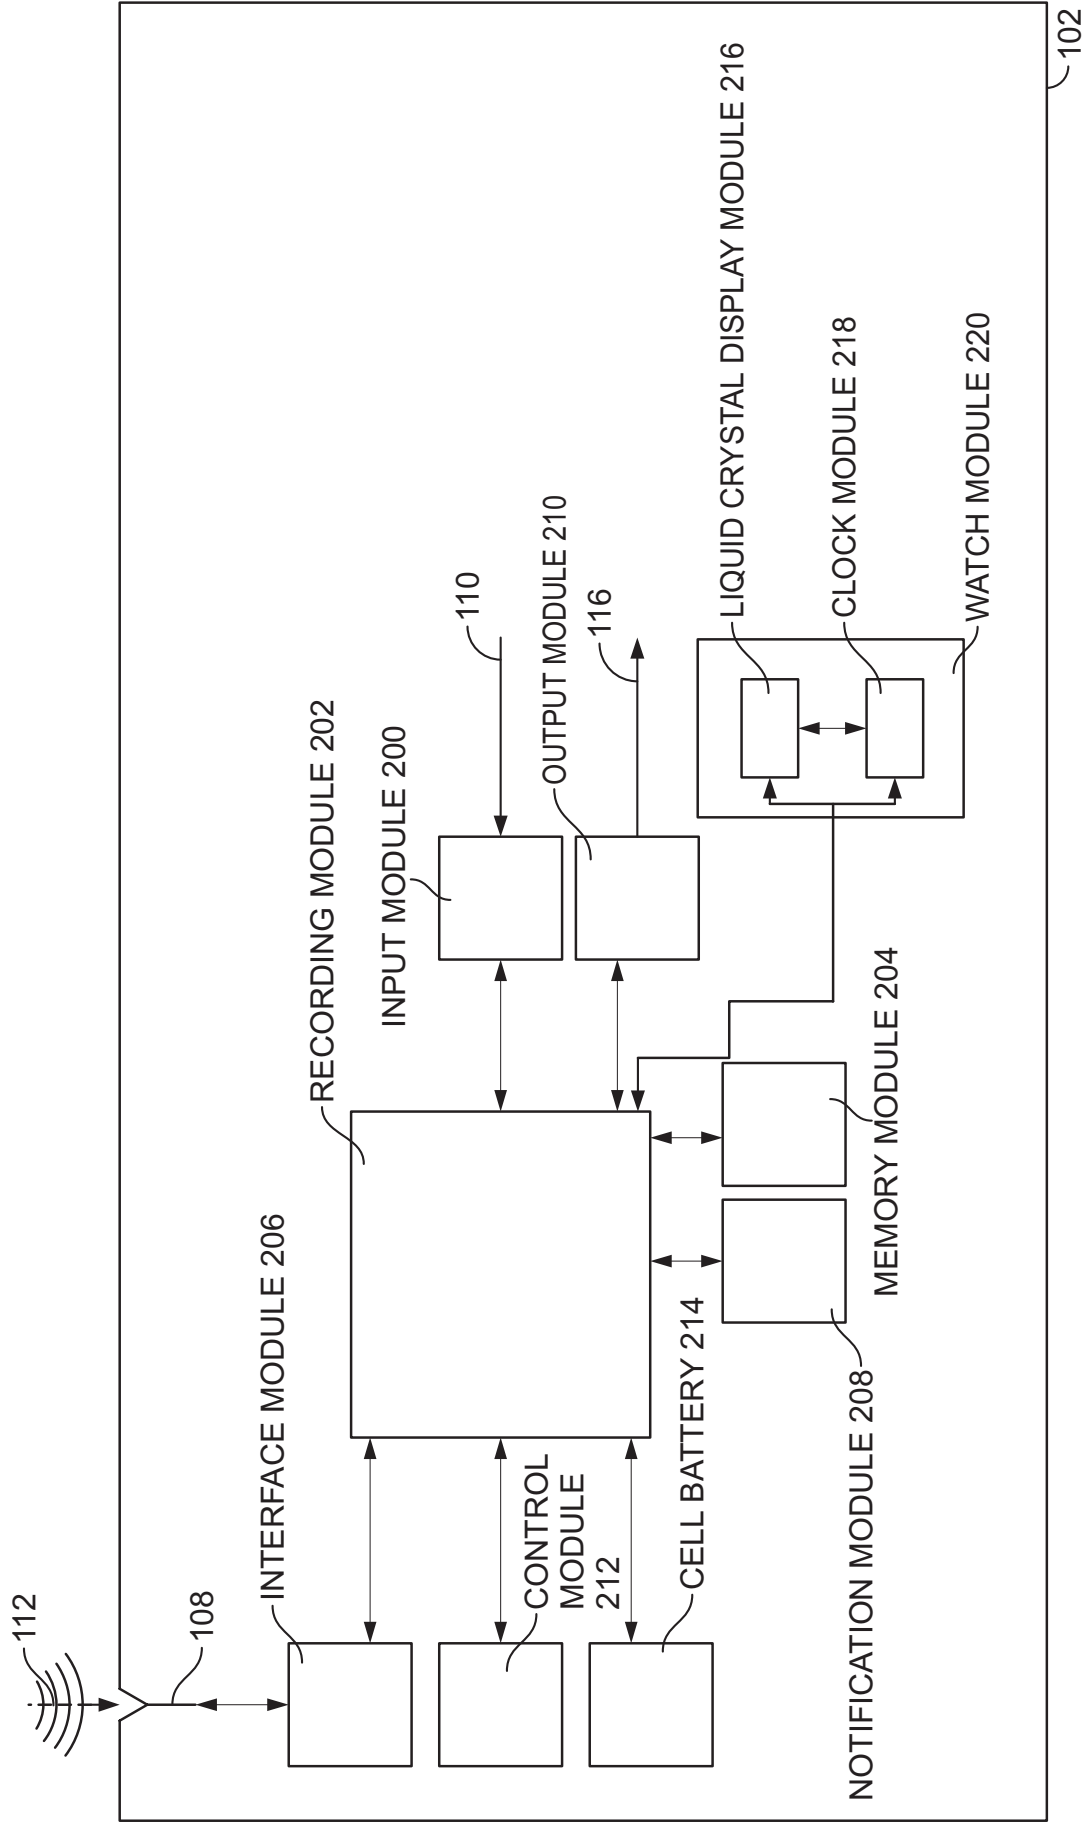 112
108
INTERFACE MODULE 206
RECORDING MODULE 202
INPUT MODULE 200
110
OUTPUT MODULE 210
116
CONTROL
MODULE
212
CELL BATTERY 214
NOTIFICATION MODULE 208
MEMORY MODULE 204
LIQUID CRYSTAL DISPLAY MODULE 216
CLOCK MODULE 218
WATCH MODULE 220
102